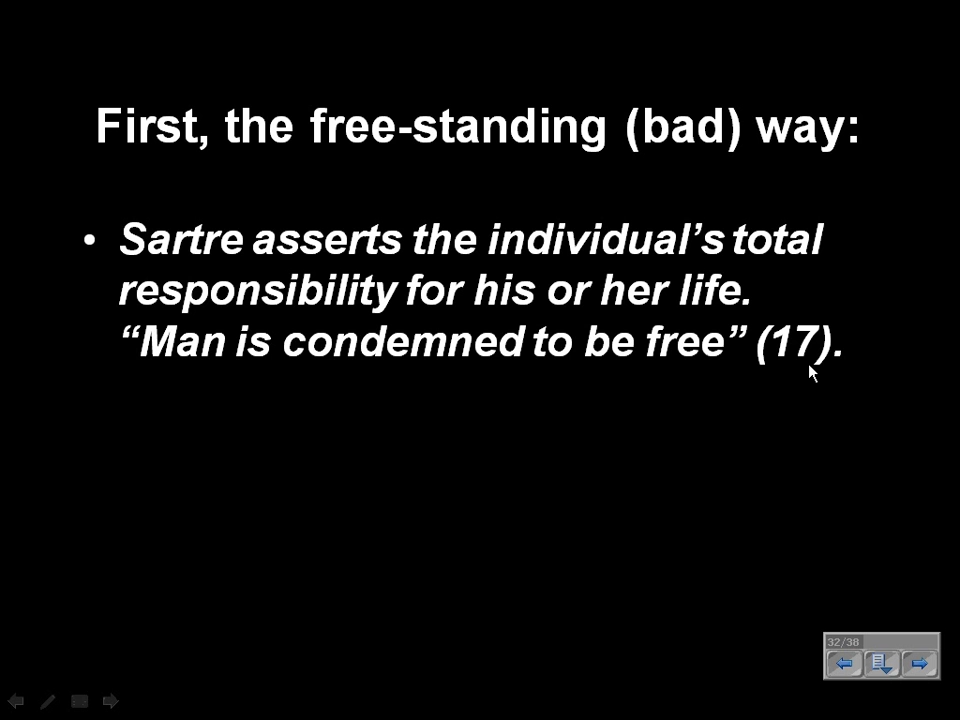 First, the free-standing (bad) way:
• Sartre asserts the individual’s total
responsibility for his or her life.
“Man is condemned to be free” (17).
32/38